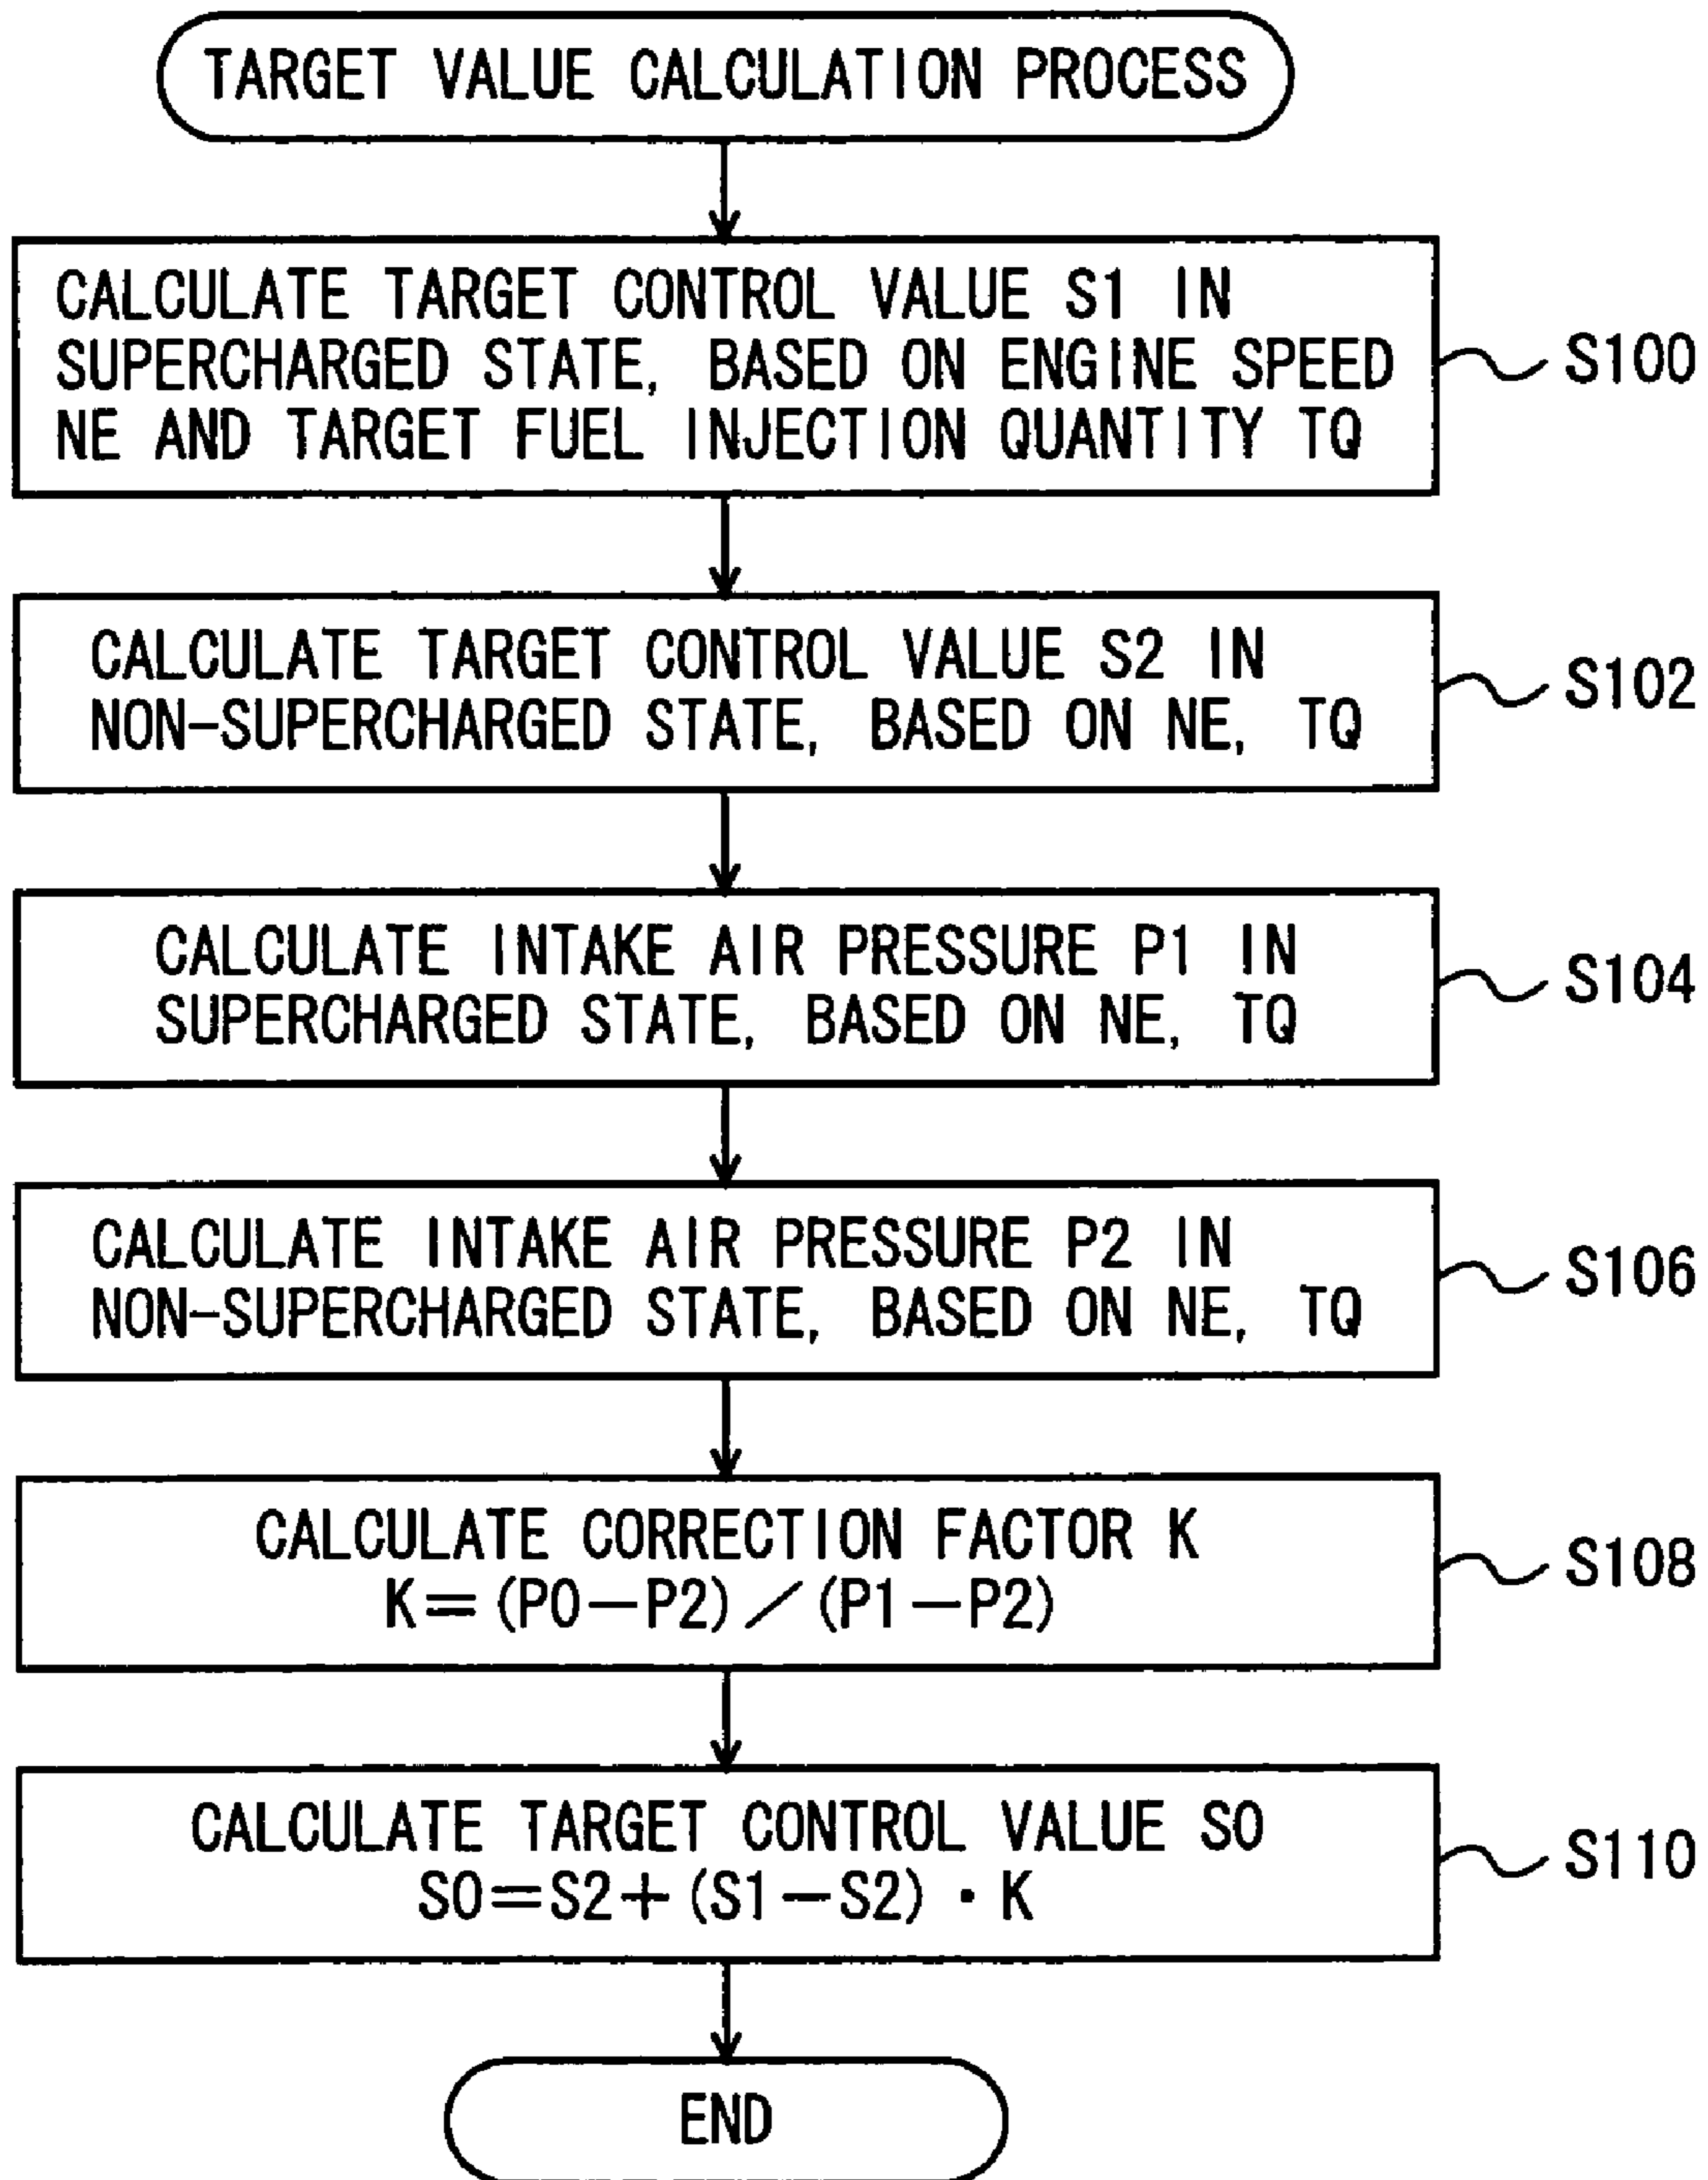 TARGET VALUE CALCULATION PROCESS
CALCULATE TARGET CONTROL VALUE S1 IN
SUPERCHARGED STATE, BASED ON ENGINE SPEED
NE AND TARGET FUEL INJECTION QUANTITY TQ
S100
CALCULATE TARGET CONTROL VALUE S2 IN
NON-SUPERCHARGED STATE, BASED ON NE, TQ
S102
CALCULATE INTAKE AIR PRESSURE P1 IN
SUPERCHARGED STATE, BASED ON NE, TQ
S104
CALCULATE INTAKE AIR PRESSURE P2 IN
NON-SUPERCHARGED STATE, BASED ON NE, TQ
S106
CALCULATE CORRECTION FACTOR K
K=(P0-P2)/(P1-P2)
S108
CALCULATE TARGET CONTROL VALUE S0
S0=S2+(S1-S2)・K
S110
END